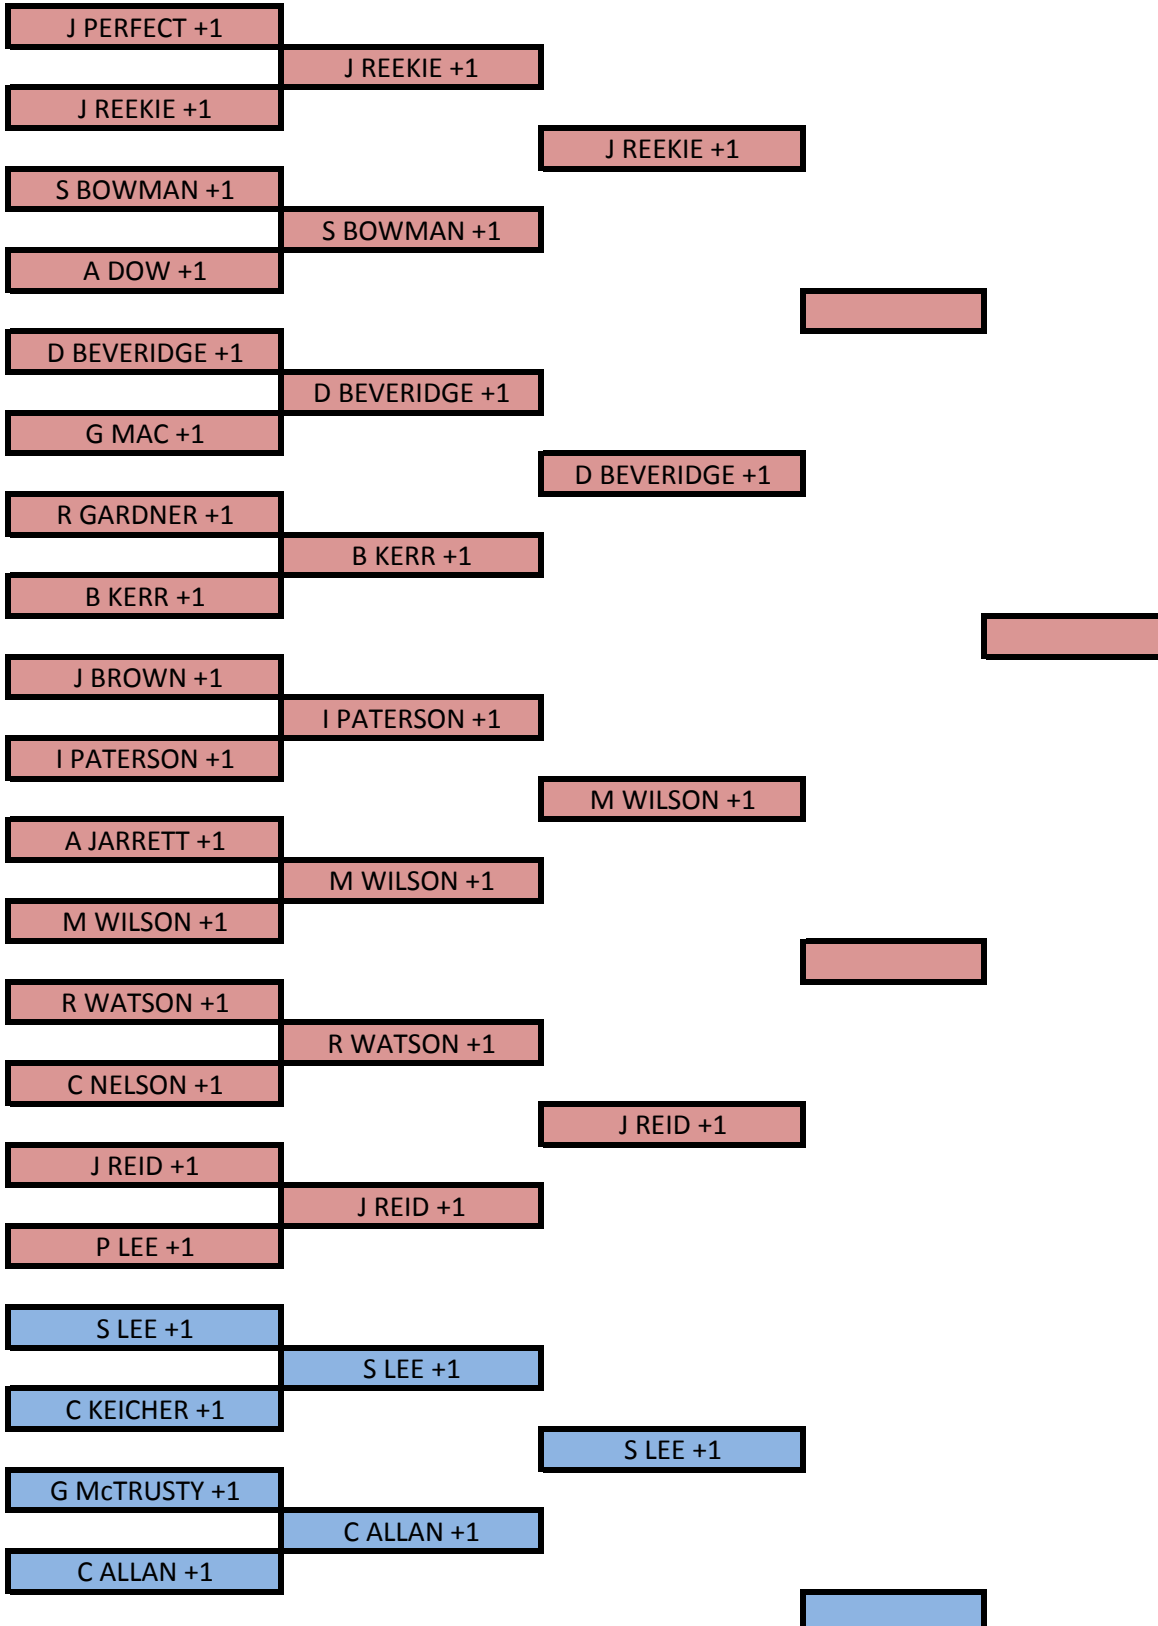 J PERFECT +1
J REEKIE +1
J REEKIE +1
J REEKIE +1
S BOWMAN +1
S BOWMAN +1
A DOW +1
D BEVERIDGE +1
D BEVERIDGE +1
G MAC +1
D BEVERIDGE +1
R GARDNER +1
B KERR +1
B KERR +1
J BROWN +1
I PATERSON +1
I PATERSON +1
M WILSON +1
A JARRETT +1
M WILSON +1
M WILSON +1
R WATSON +1
R WATSON +1
C NELSON +1
J REID +1
J REID +1
J REID +1
P LEE +1
S LEE +1
S LEE +1
C KEICHER +1
S LEE +1
G McTRUSTY +1
C ALLAN +1
C ALLAN +1